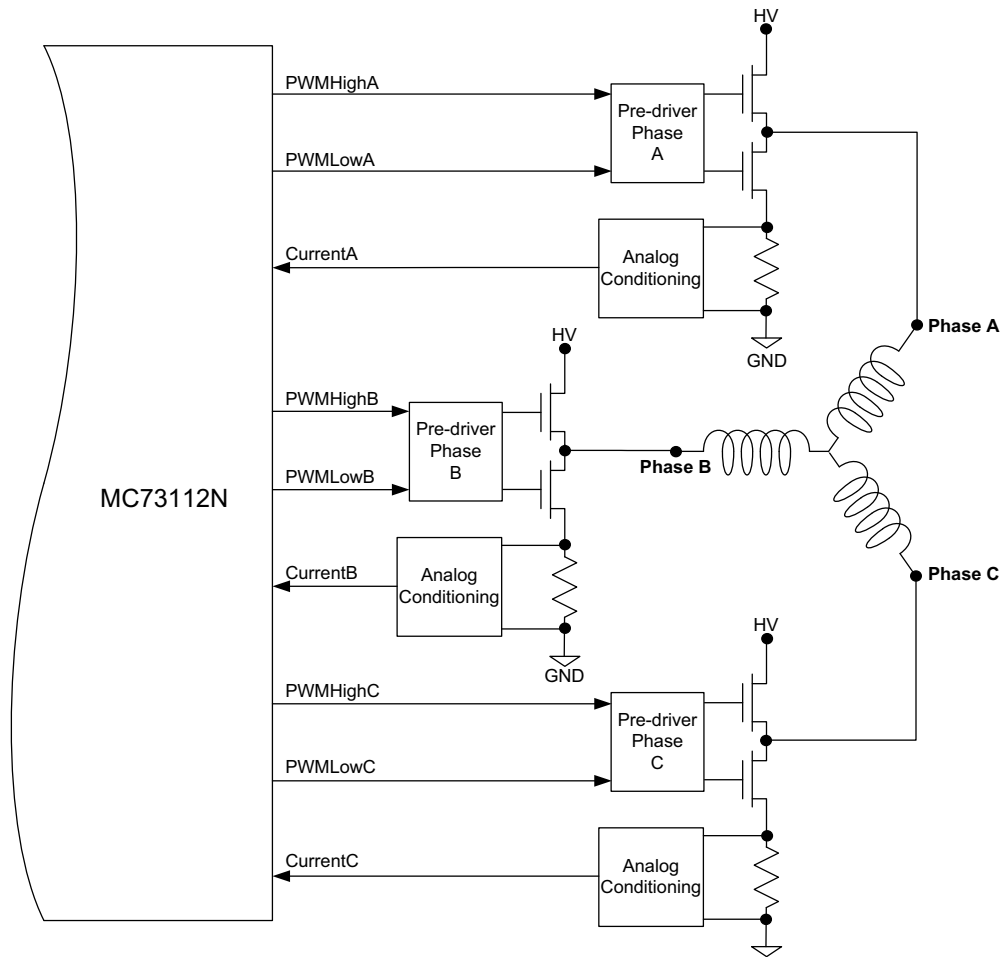 HV
PWMHighA
Pre-driver
Phase
A
PWMLowA
CurrentA
Analog
Conditioning
GND
Phase A
HV
PWMHighB
Pre-driver
Phase
B
PWMLowB
Phase B
MC73112N
CurrentB
Analog
Conditioning
GND
Phase C
HV
PWMHighC
Pre-driver
Phase
C
PWMLowC
CurrentC
Analog
Conditioning